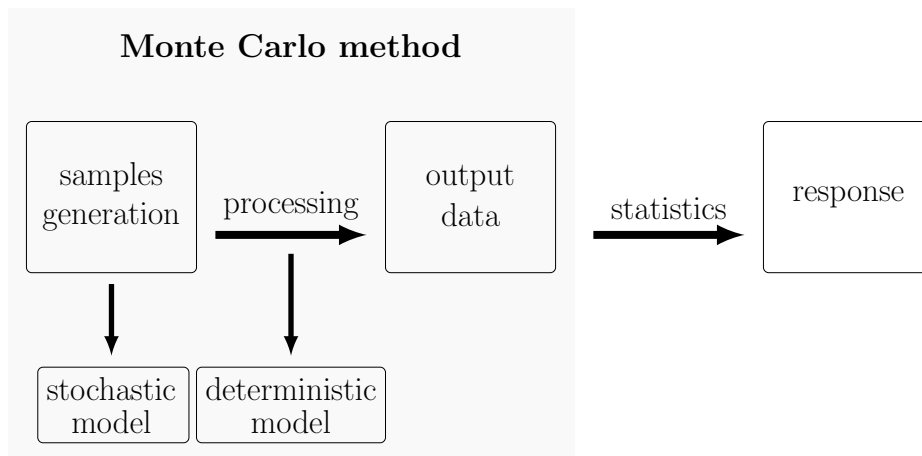 Monte Carlo method
samples
generation
processing
output
data
statistics
response
stochastic
model
deterministic
model